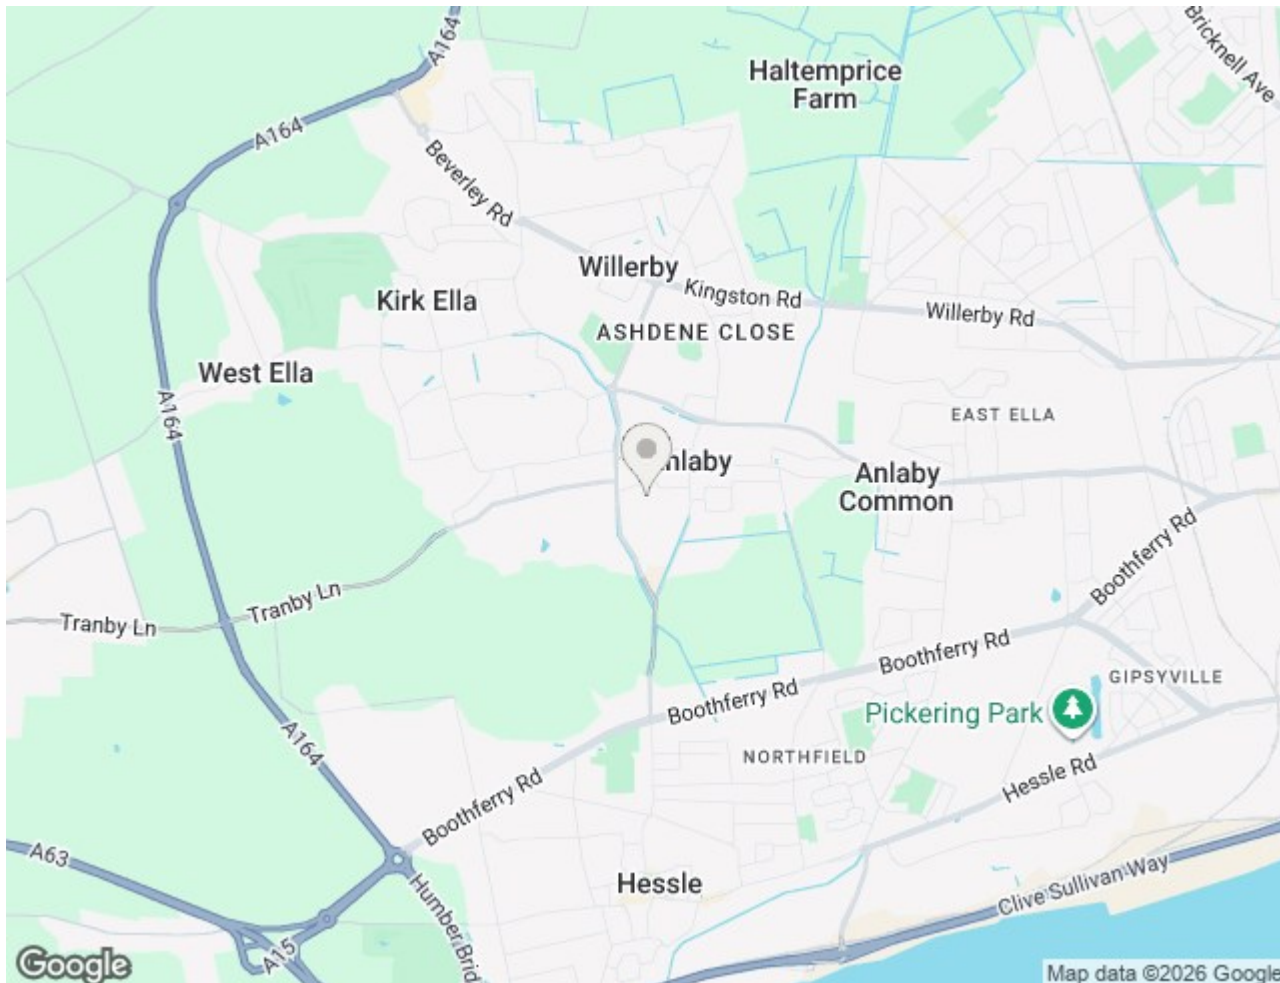 A164
Bricknell Ave
Haltemprice
Farm
A164
Beverley Rd
Willerby
Kingston Rd
Kirk Ella
Willerby Rd
ASHDENE CLOSE
West Ella
A164
EAST ELLA
nlaby
Anlaby
Common
Boothferry Rd
Tranby Ln
Tranby Ln
Boothferry Rd
GIPSYVILLE
Boothferry Rd
Pickering Park
A164
NORTHFIELD
Hessle Rd
Boothferry Rd
A63
Hessle
Clive Sullivan Way
Humber Brid
A15
Google
Map data ©2026 Google